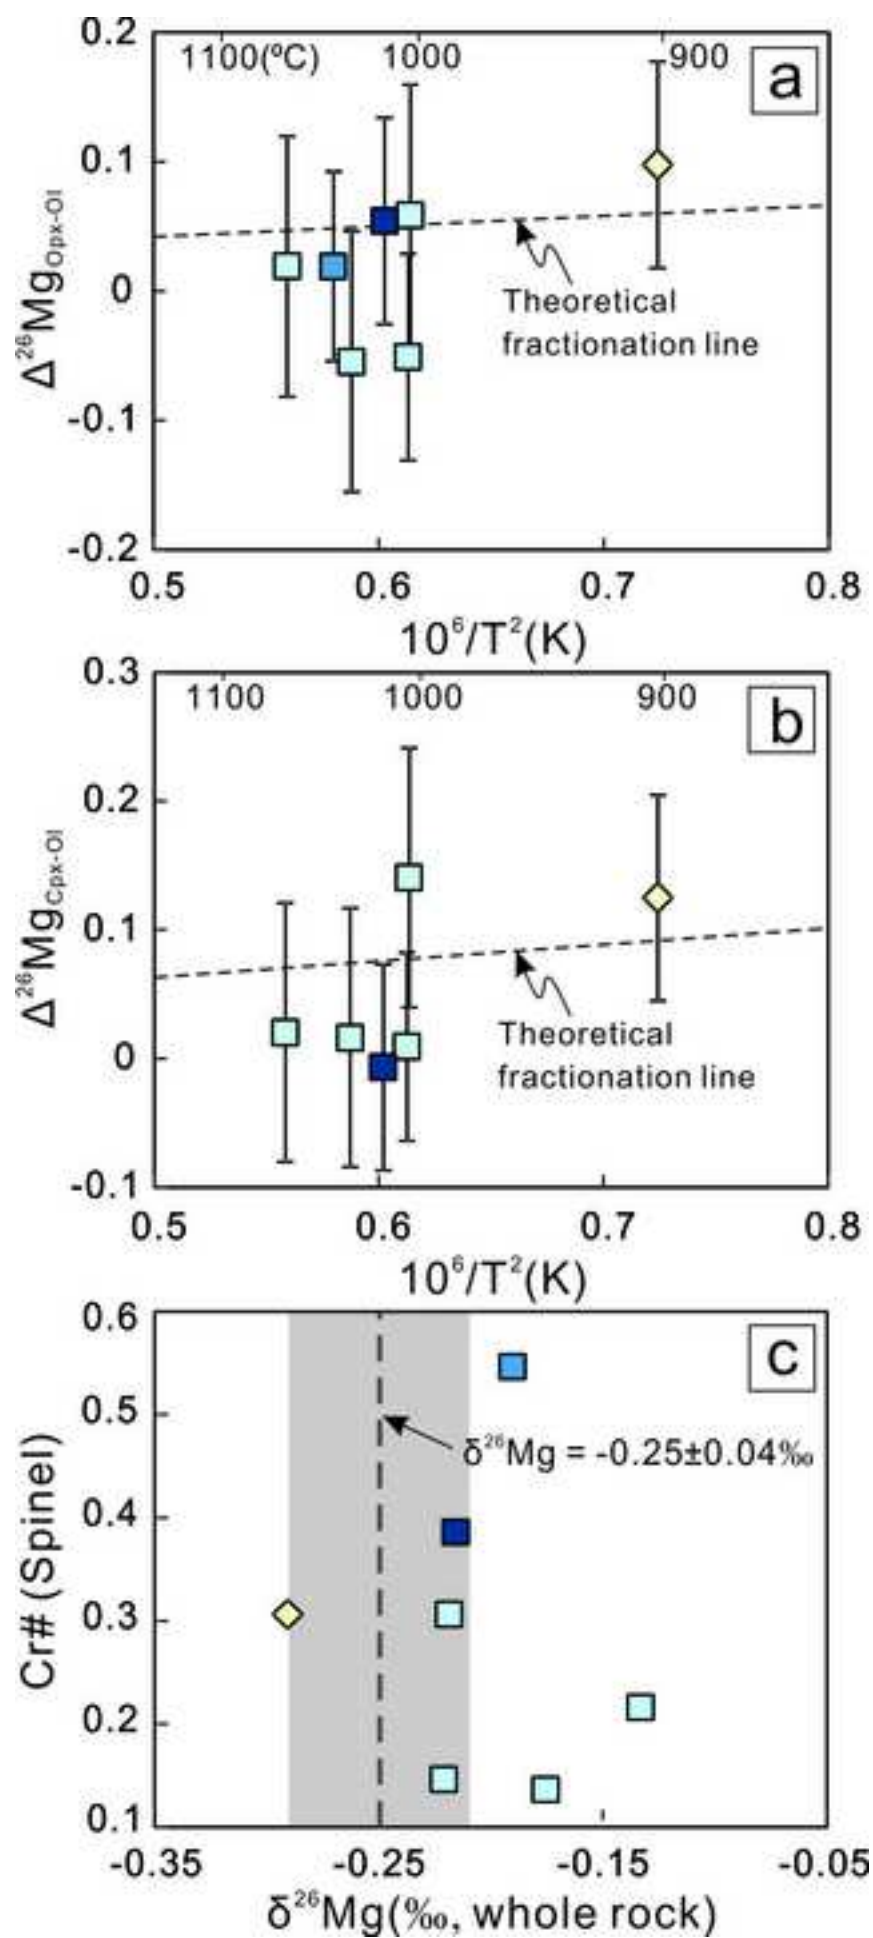 0.2
1100(ºC)
1000
900
a
0.1
0
-0.1
-0.2
Δ²⁶Mg Opx-Ol
Theoretical
fractionation line
0.5
0.6
0.7
0.8
10⁶/T²(K)
0.3
1100
1000
900
b
0.2
0.1
0
-0.1
Δ²⁶Mg Cpx-Ol
Theoretical
fractionation line
0.5
0.6
0.7
0.8
10⁶/T²(K)
0.6
c
0.5
δ²⁶Mg = -0.25±0.04‰
0.4
0.3
0.2
0.1
Cr# (Spinel)
-0.35
-0.25
-0.15
-0.05
δ²⁶Mg(‰, whole rock)